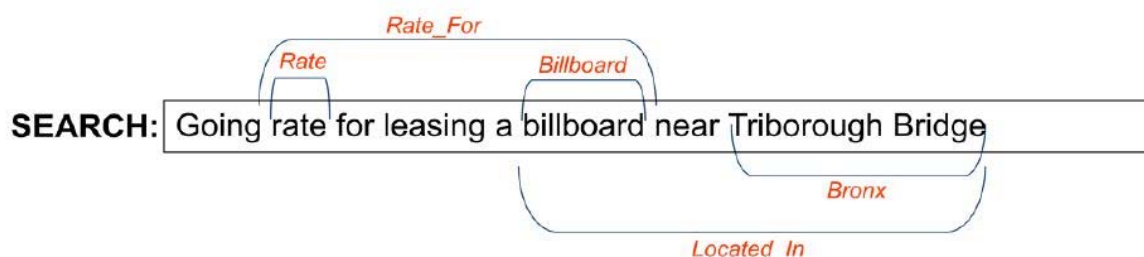 Rate_For
Rate Billboard
SEARCH: Going rate for leasing a billboard near Triborough Bridge
Bronx
Located_In